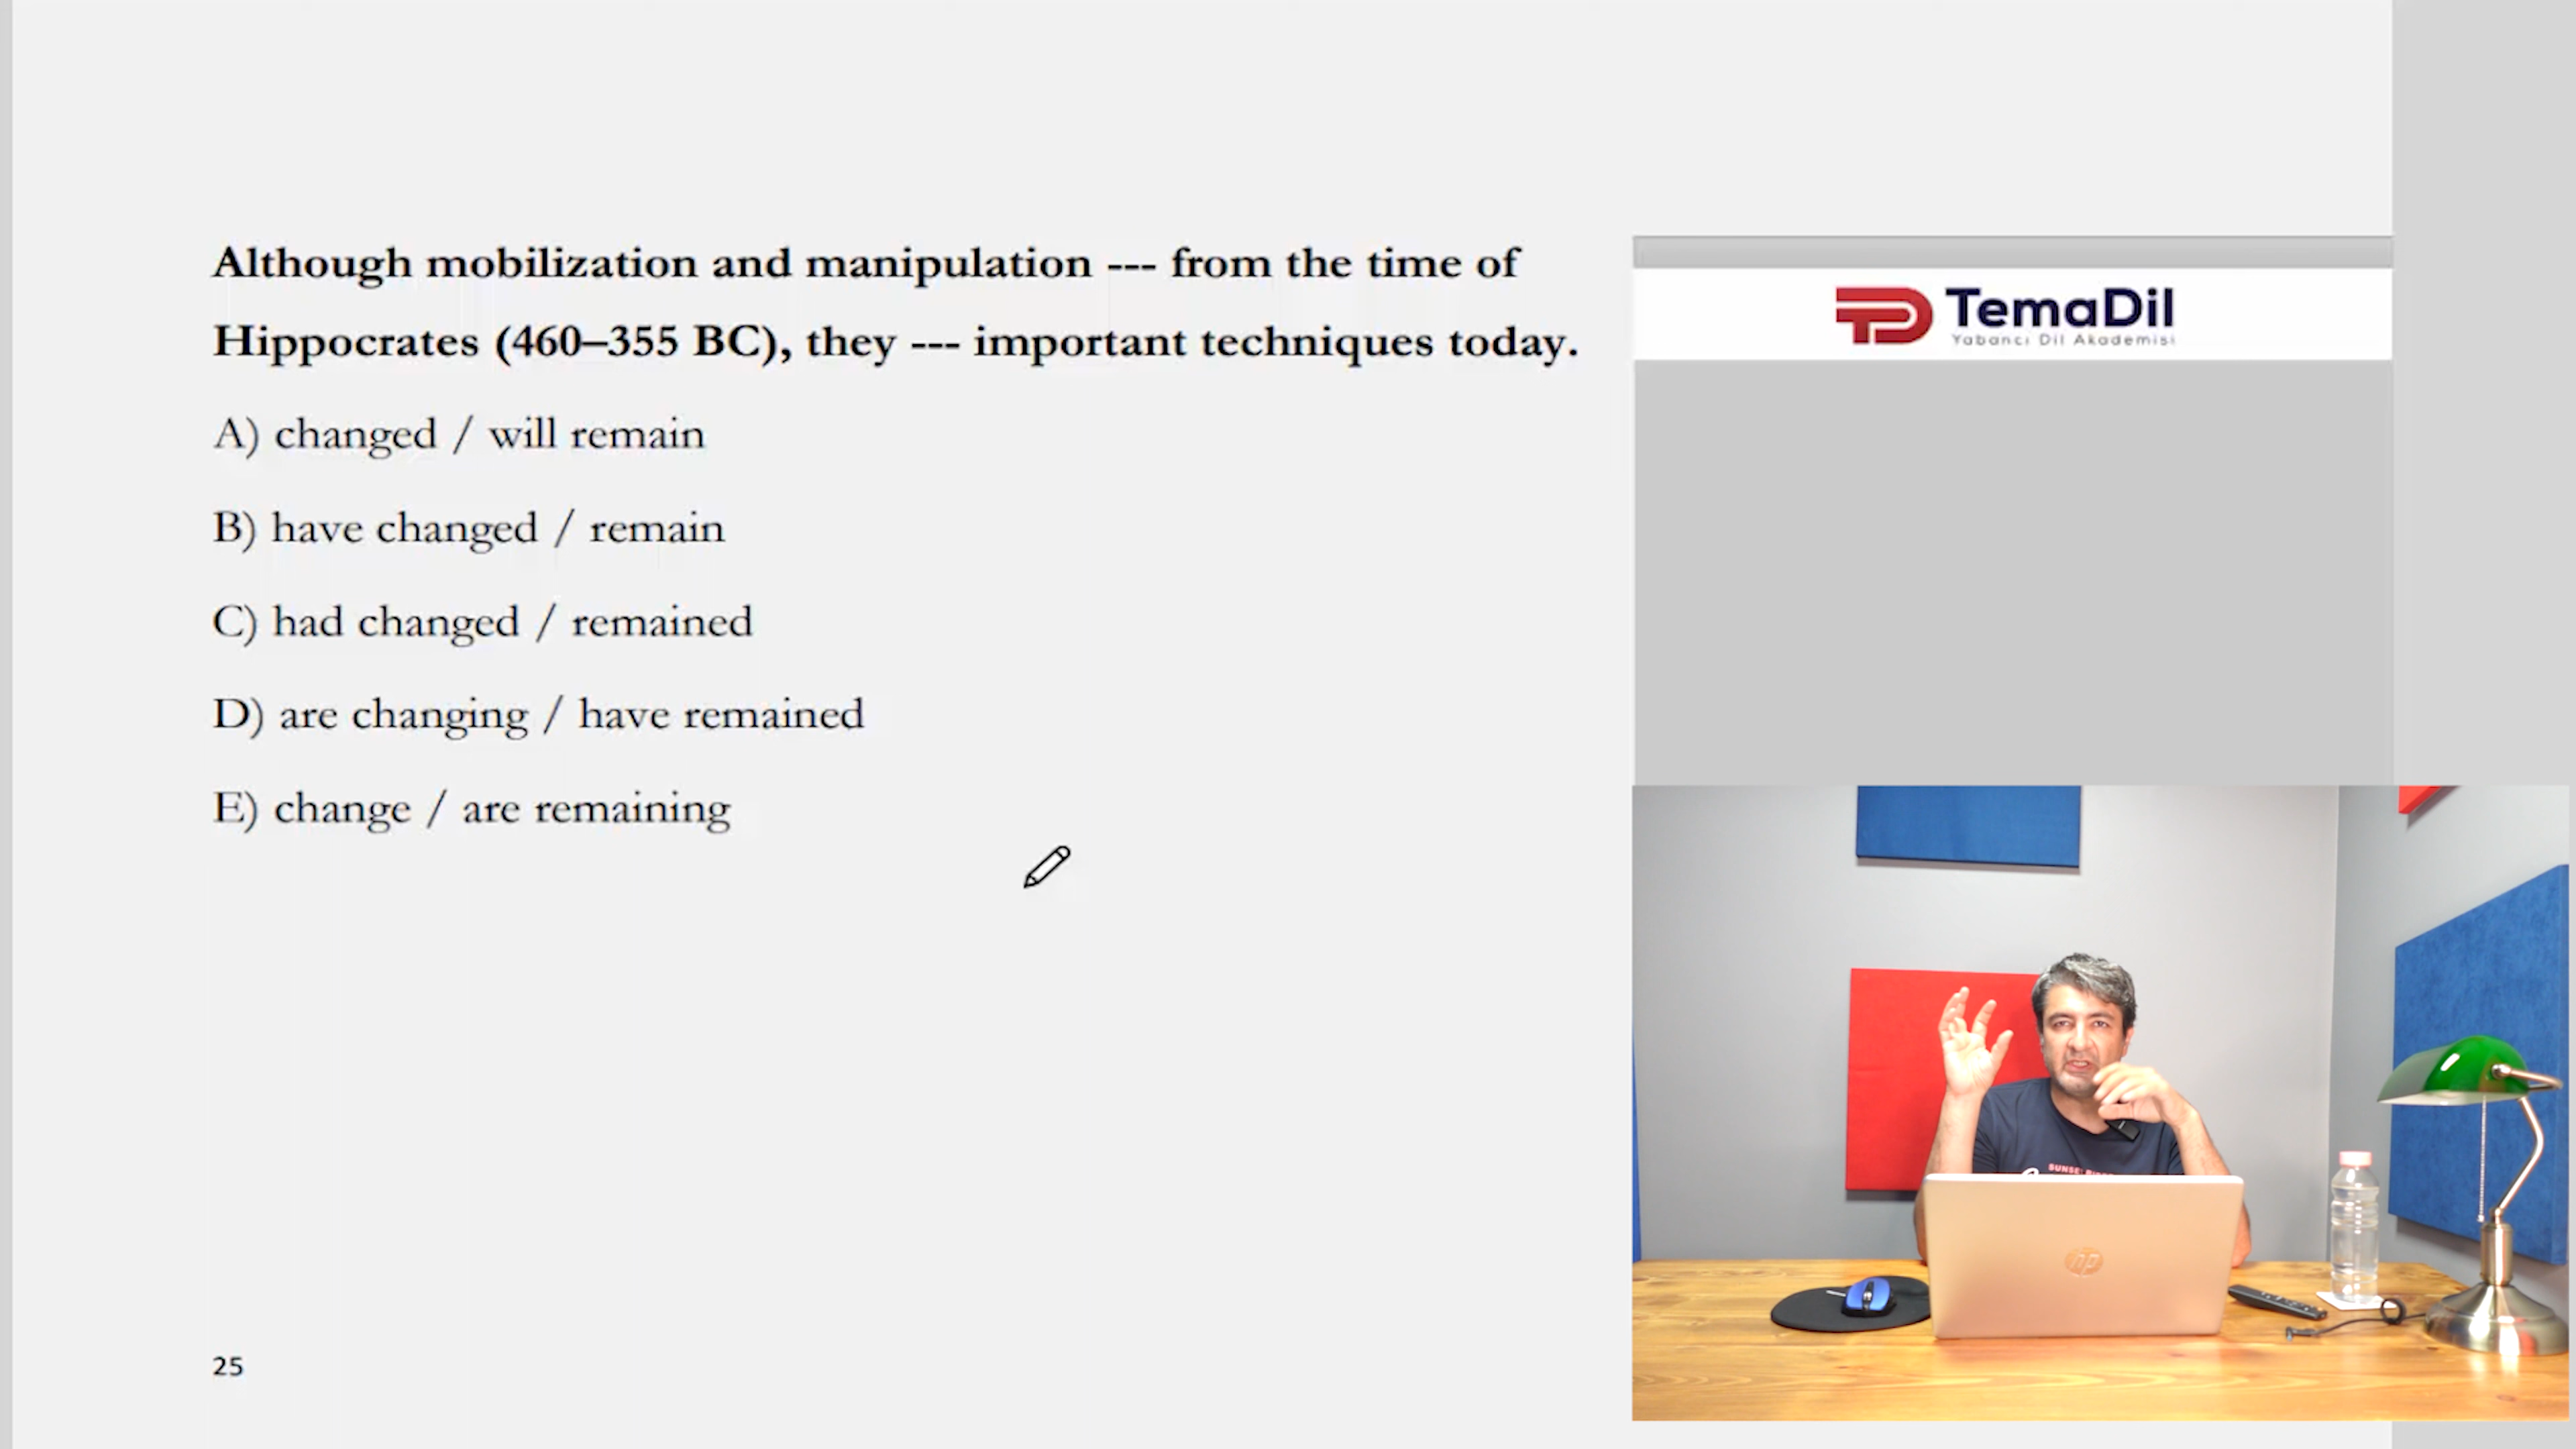 Although mobilization and manipulation --- from the time of
Hippocrates (460–355 BC), they --- important techniques today.
A) changed / will remain
B) have changed / remain
C) had changed / remained
D) are changing / have remained
E) change / are remaining
25
TemaDil
Yabancı Dil Akademisi
hp